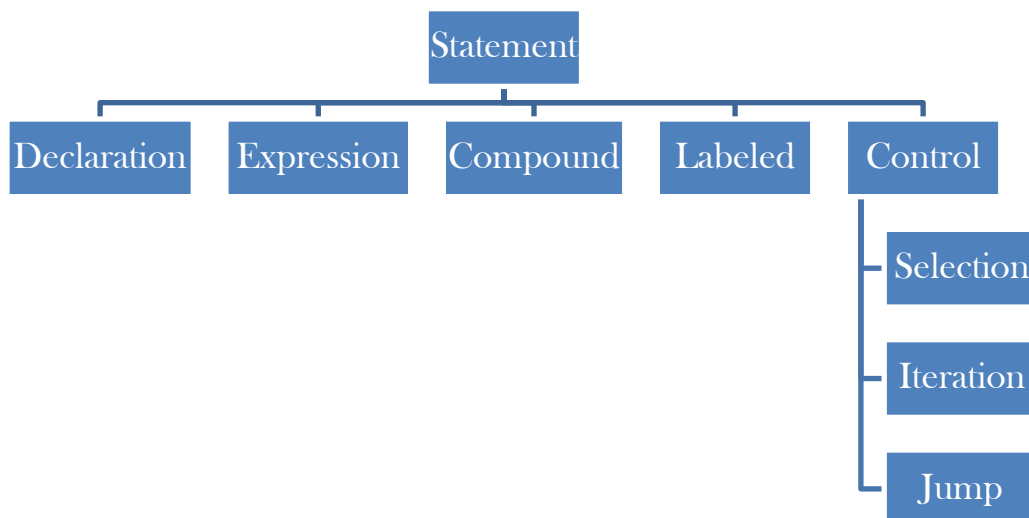 Statement
Declaration
Expression
Compound
Labeled
Control
Selection
Iteration
Jump